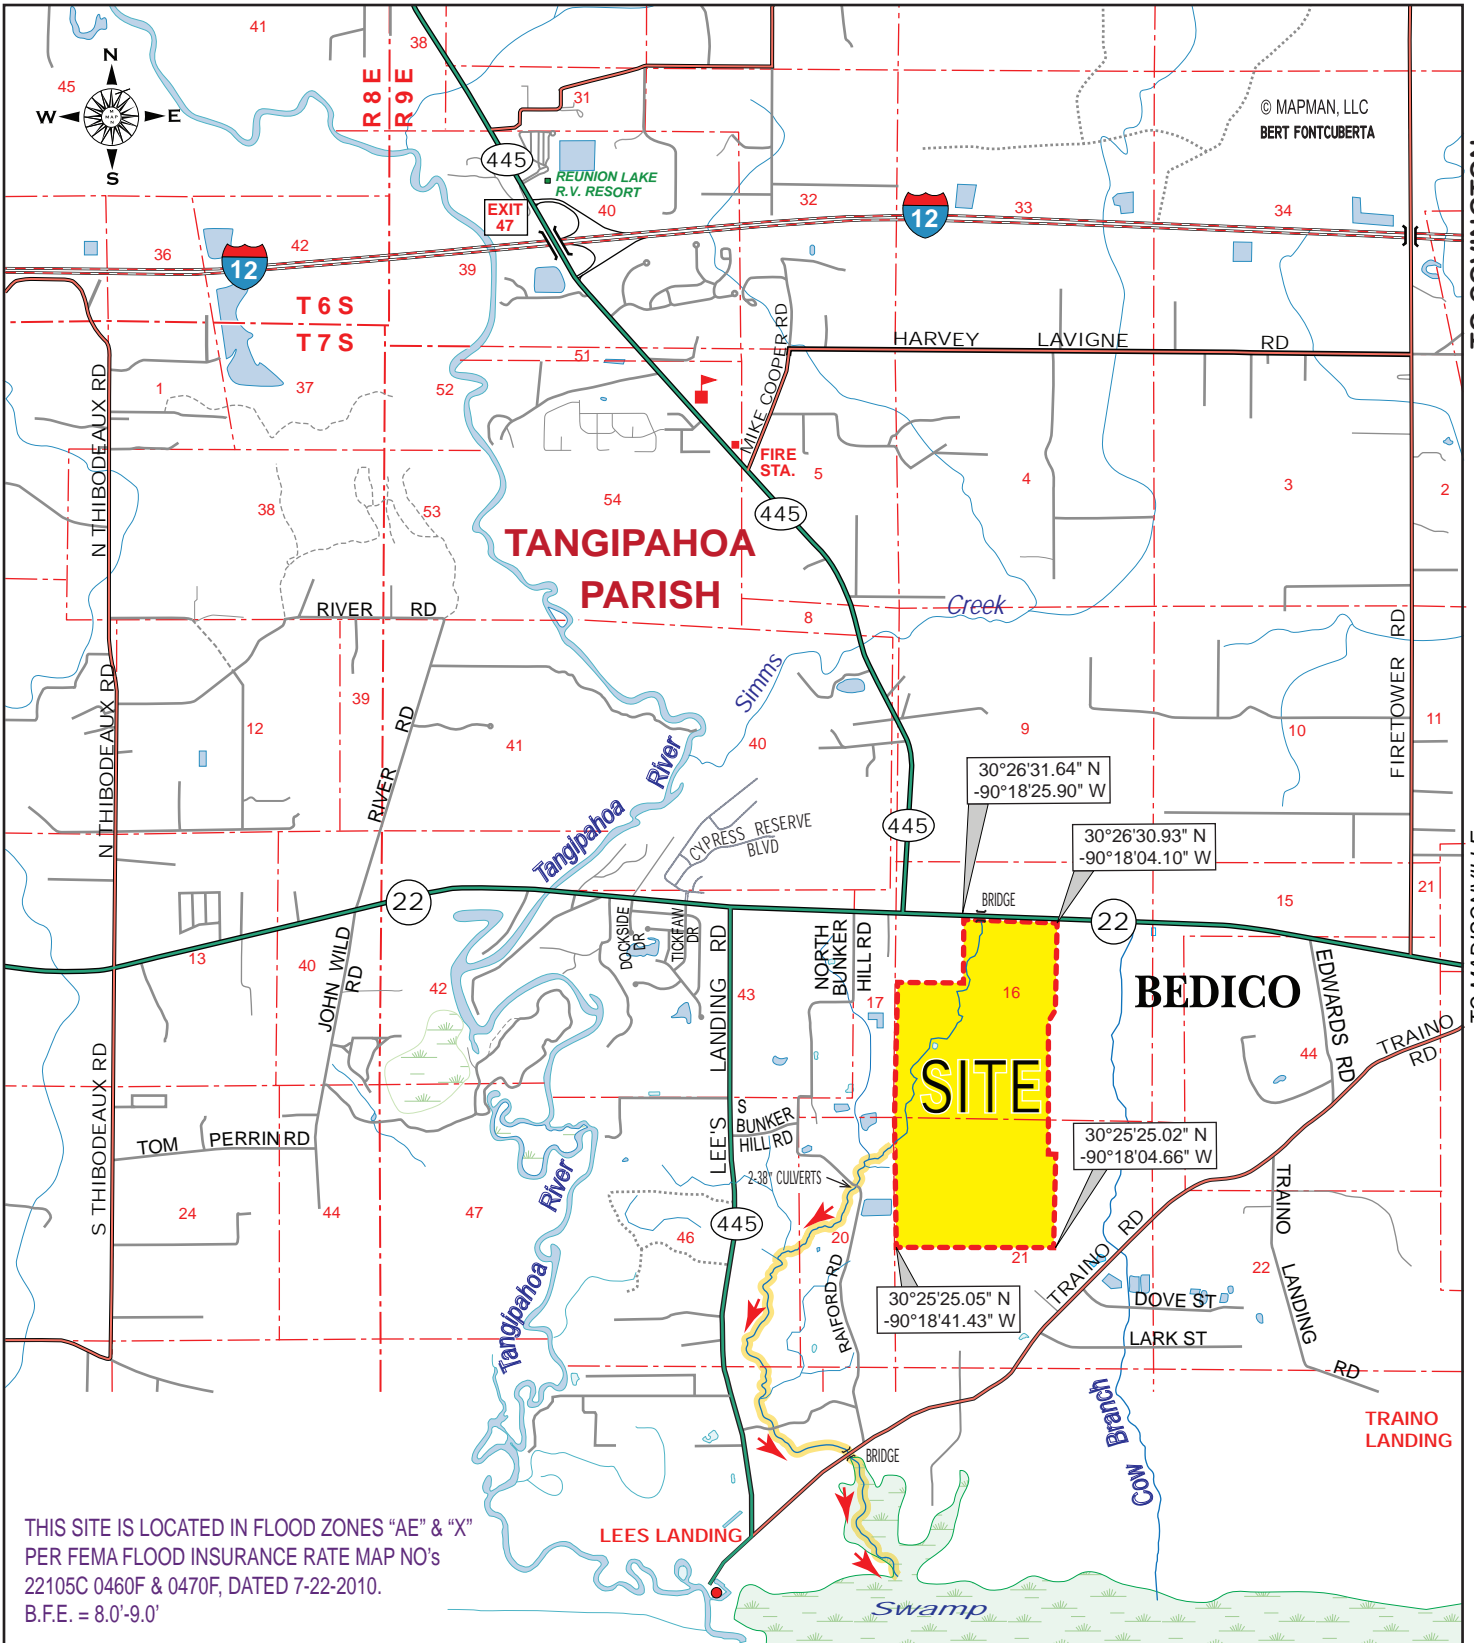 41
38
45
R8E
R9E
N
W
E
S
MAP
31
© MAPMAN, LLC
BERT FONTCUBERTA
445
REUNION LAKE
R.V. RESORT
EXIT
47
40
32
12
33
34
36
42
12
39
T 6 S
T 7 S
MIKE COOPER RD
HARVEY LAVIGNE RD
51
1
37
52
N THIBODEAUX RD
FIRE
STA.
5
4
3
2
38
53
54
445
TANGIPAHOA
PARISH
RIVER RD
8
Creek
Simms
FIRETOWER RD
N THIBODEAUX RD
39
12
RIVER RD
41
River
40
9
10
11
30°26'31.64" N
-90°18'25.90" W
Tangipahoa
CYPRESS RESERVE
BLVD
445
30°26'30.93" N
-90°18'04.10" W
22
BRIDGE
22
15
21
DOCKSIDE
DR
TICKFAW
DR
LEE'S LANDING RD
NORTH
BUNKER
HILL RD
13
40
JOHN WILD
RD
42
43
17
16
BEDICO
EDWARDS RD
TRAINO
RD
44
SITE
S THIBODEAUX RD
TOM PERRIN RD
S
BUNKER
HILL RD
2-38" CULVERTS
30°25'25.02" N
-90°18'04.66" W
River
24
44
47
46
445
20
21
TRAINO RD
TRAINO LANDING RD
22
Tangipahoa
30°25'25.05" N
-90°18'41.43" W
RAIFORD RD
DOVE ST
LARK ST
Cow Branch
TRAINO
LANDING
BRIDGE
THIS SITE IS LOCATED IN FLOOD ZONES “AE” & “X”
PER FEMA FLOOD INSURANCE RATE MAP NO's
22105C 0460F & 0470F, DATED 7-22-2010.
B.F.E. = 8.0'-9.0'
LEES LANDING
Swamp